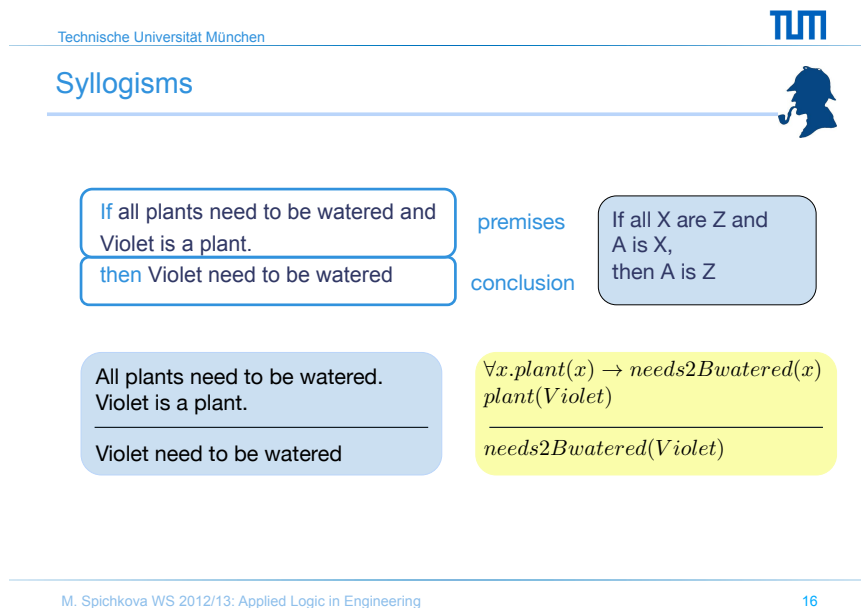 Technische Universität München
TUM
Syllogisms
If all plants need to be watered and
Violet is a plant.
then Violet need to be watered
premises
conclusion
If all X are Z and
A is X,
then A is Z
All plants need to be watered.
Violet is a plant.
Violet need to be watered
∀x.plant(x) → needs2Bwatered(x)
plant(Violet)
needs2Bwatered(Violet)
M. Spichkova WS 2012/13: Applied Logic in Engineering
16